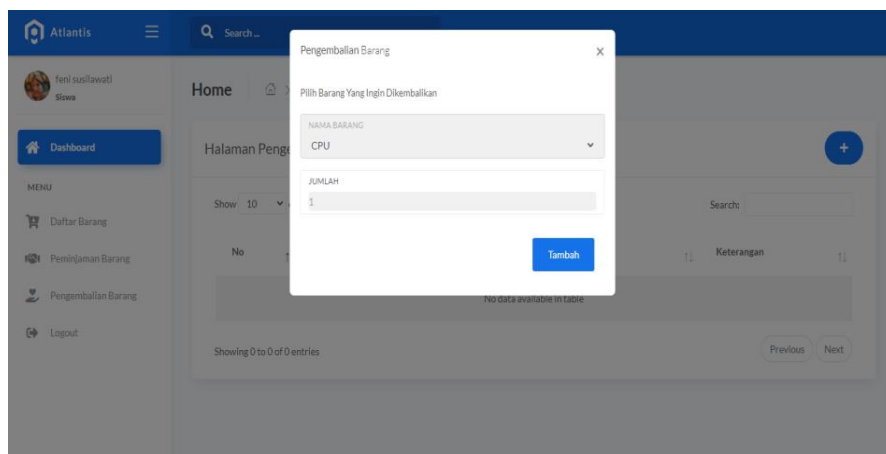 Atlantis
Search ...
Pengembalian Barang
X
feni susilawati
Siswa
Home
Pilih Barang Yang Ingin Dikembalikan
NAMA BARANG
CPU
Dashboard
Halaman Penge
+
MENU
JUMLAH
1
Show 10
Search:
Daftar Barang
Peminjaman Barang
No
Tambah
Keterangan
Pengembalian Barang
No data available in table
Logout
Showing 0 to 0 of 0 entries
Previous Next